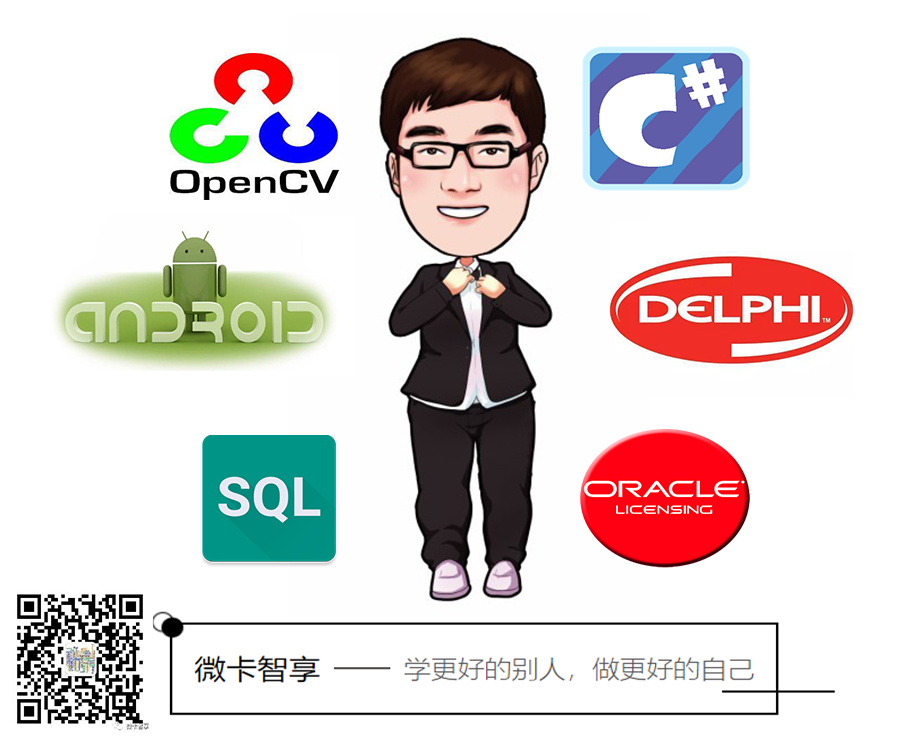 OpenCV
C#
ANDROID
DELPHI™
SQL
ORACLE
LICENSING
微卡智享 —— 学更好的别人，做更好的自己